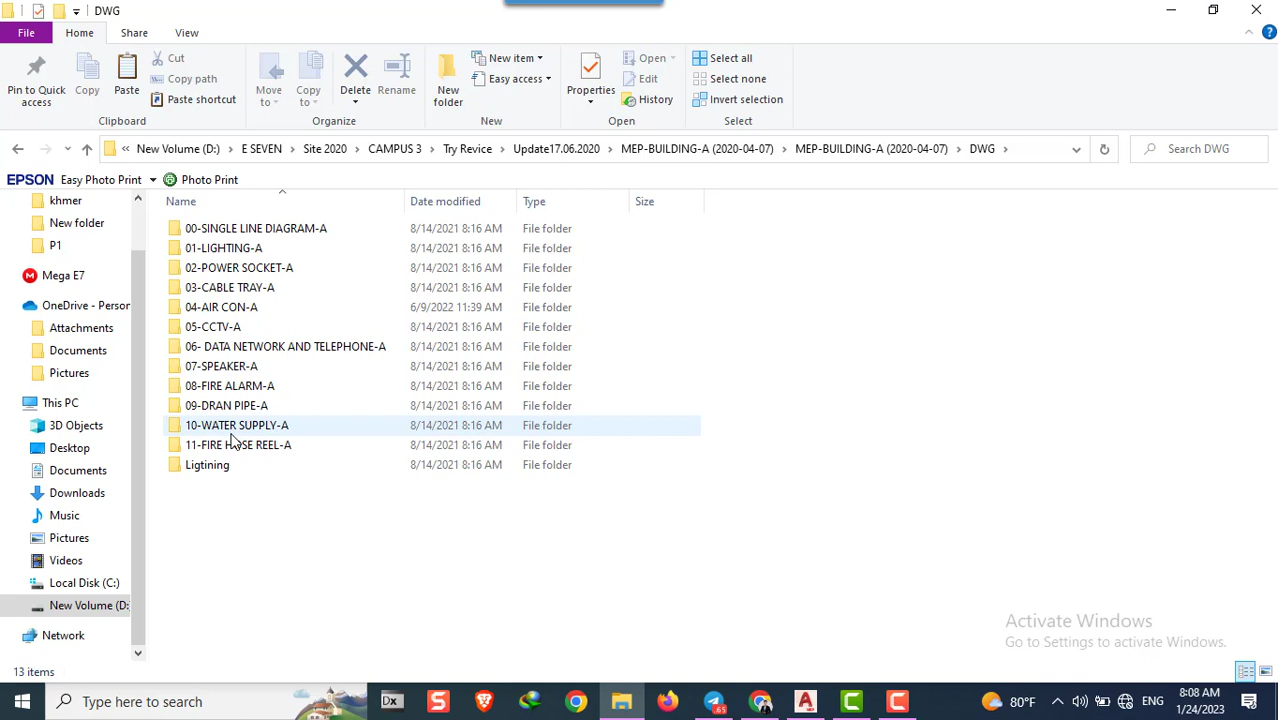 DWG
File Home Share View
Pin to Quick access
Copy
Paste
Cut
Copy path
Paste shortcut
Clipboard
Move to
Copy to
Delete
Rename
Organize
New folder
New item
Easy access
New
Properties
Open
Edit
History
Open
Select all
Select none
Invert selection
Select
« New Volume (D:) > E SEVEN > Site 2020 > CAMPUS 3 > Try Revice > Update17.06.2020 > MEP-BUILDING-A (2020-04-07) > MEP-BUILDING-A (2020-04-07) > DWG >
Search DWG
EPSON Easy Photo Print Photo Print
khmer
New folder
P1
Mega E7
OneDrive - Person
Attachments
Documents
Pictures
This PC
3D Objects
Desktop
Documents
Downloads
Music
Pictures
Videos
Local Disk (C:)
New Volume (D:
Network
Name Date modified Type Size
00-SINGLE LINE DIAGRAM-A 8/14/2021 8:16 AM File folder
01-LIGHTING-A 8/14/2021 8:16 AM File folder
02-POWER SOCKET-A 8/14/2021 8:16 AM File folder
03-CABLE TRAY-A 8/14/2021 8:16 AM File folder
04-AIR CON-A 6/9/2022 11:39 AM File folder
05-CCTV-A 8/14/2021 8:16 AM File folder
06- DATA NETWORK AND TELEPHONE-A 8/14/2021 8:16 AM File folder
07-SPEAKER-A 8/14/2021 8:16 AM File folder
08-FIRE ALARM-A 8/14/2021 8:16 AM File folder
09-DRAN PIPE-A 8/14/2021 8:16 AM File folder
10-WATER SUPPLY-A 8/14/2021 8:16 AM File folder
11-FIRE HOSE REEL-A 8/14/2021 8:16 AM File folder
Ligtining 8/14/2021 8:16 AM File folder
Activate Windows
Go to Settings to activate Windows.
13 items
Type here to search
Dx
S
A
.65
80°F
ENG
8:08 AM
1/24/2023